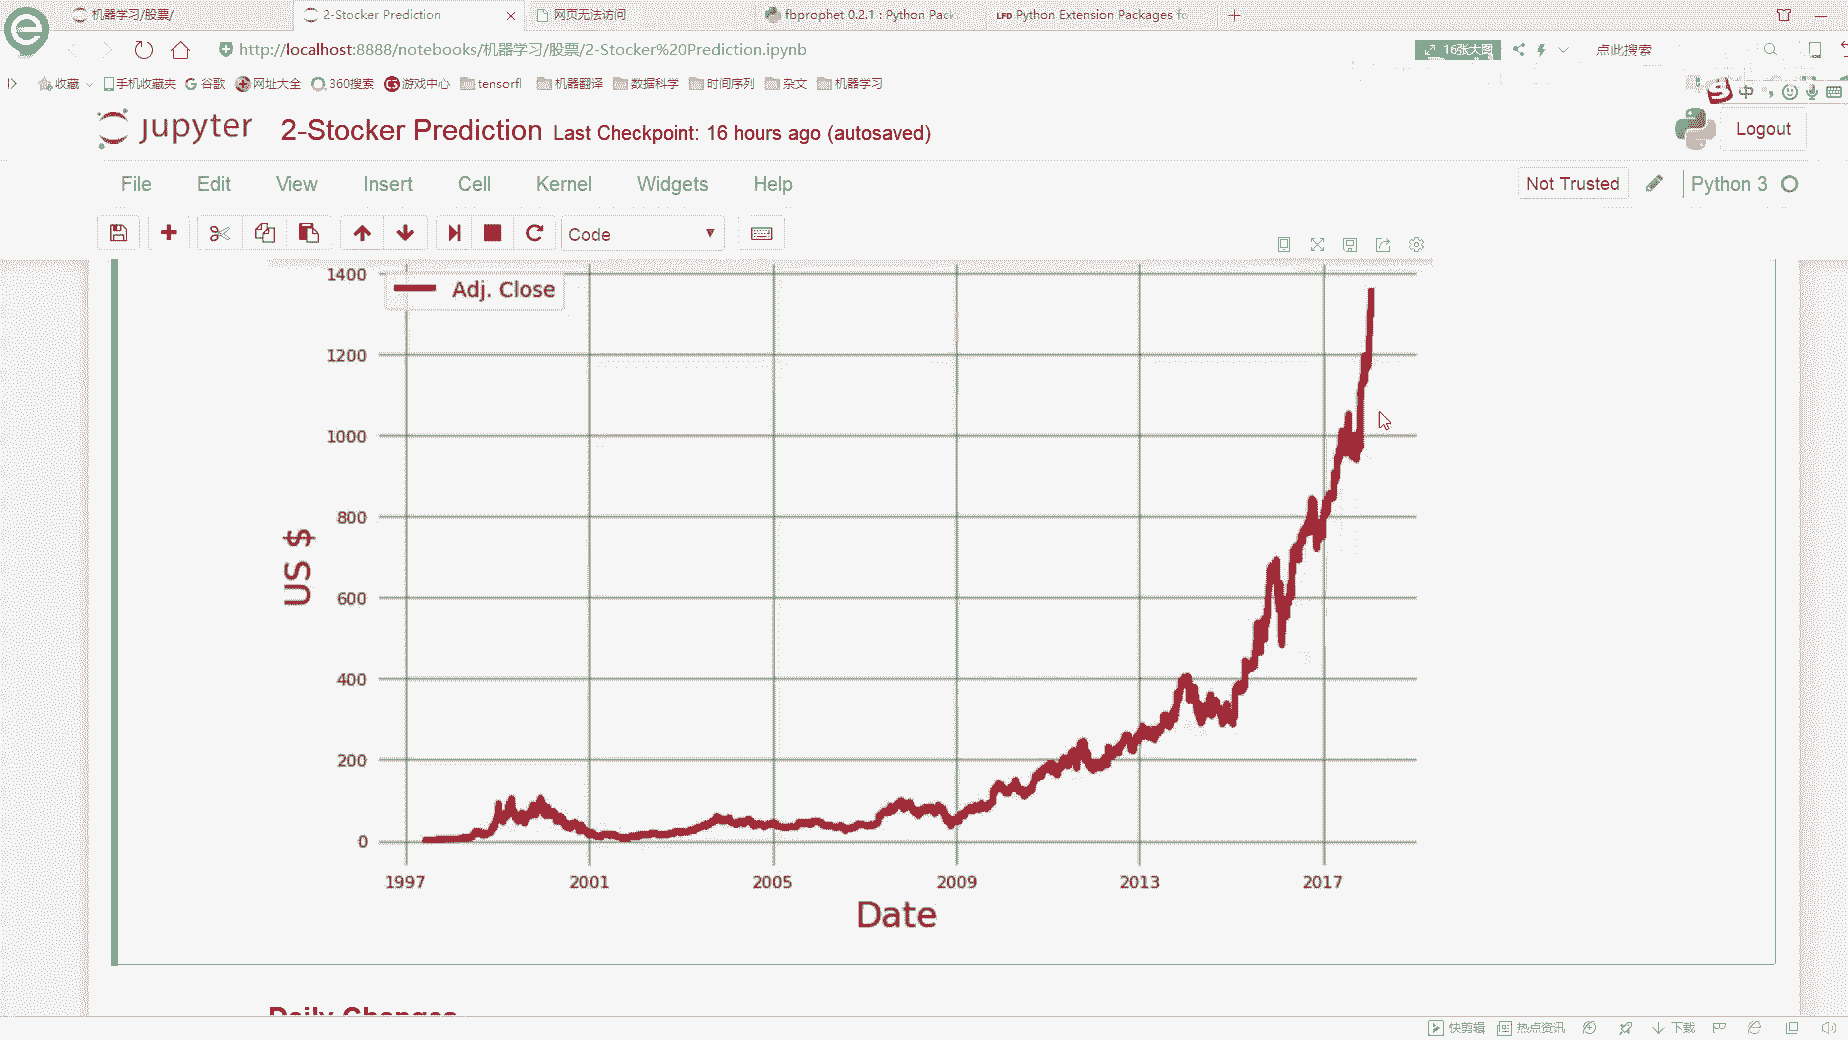 机器学习/股票/
2-Stocker Prediction
网页无法访问
fbprophet 0.2.1 : Python Pack
LFD Python Extension Packages fo
http://localhost:8888/notebooks/机器学习/股票/2-Stocker%20Prediction.ipynb
16张大图
点此搜索
收藏
手机收藏夹
谷歌
网址大全
360搜索
游戏中心
tensorfl
机器翻译
数据科学
时间序列
杂文
机器学习
中
jupyter
2-Stocker Prediction
Last Checkpoint: 16 hours ago (autosaved)
Logout
File
Edit
View
Insert
Cell
Kernel
Widgets
Help
Not Trusted
Python 3
Code
Adj. Close
1400
1200
1000
800
600
400
200
0
US $
1997
2001
2005
2009
2013
2017
Date
Daily Changes
快剪辑
热点资讯
下载